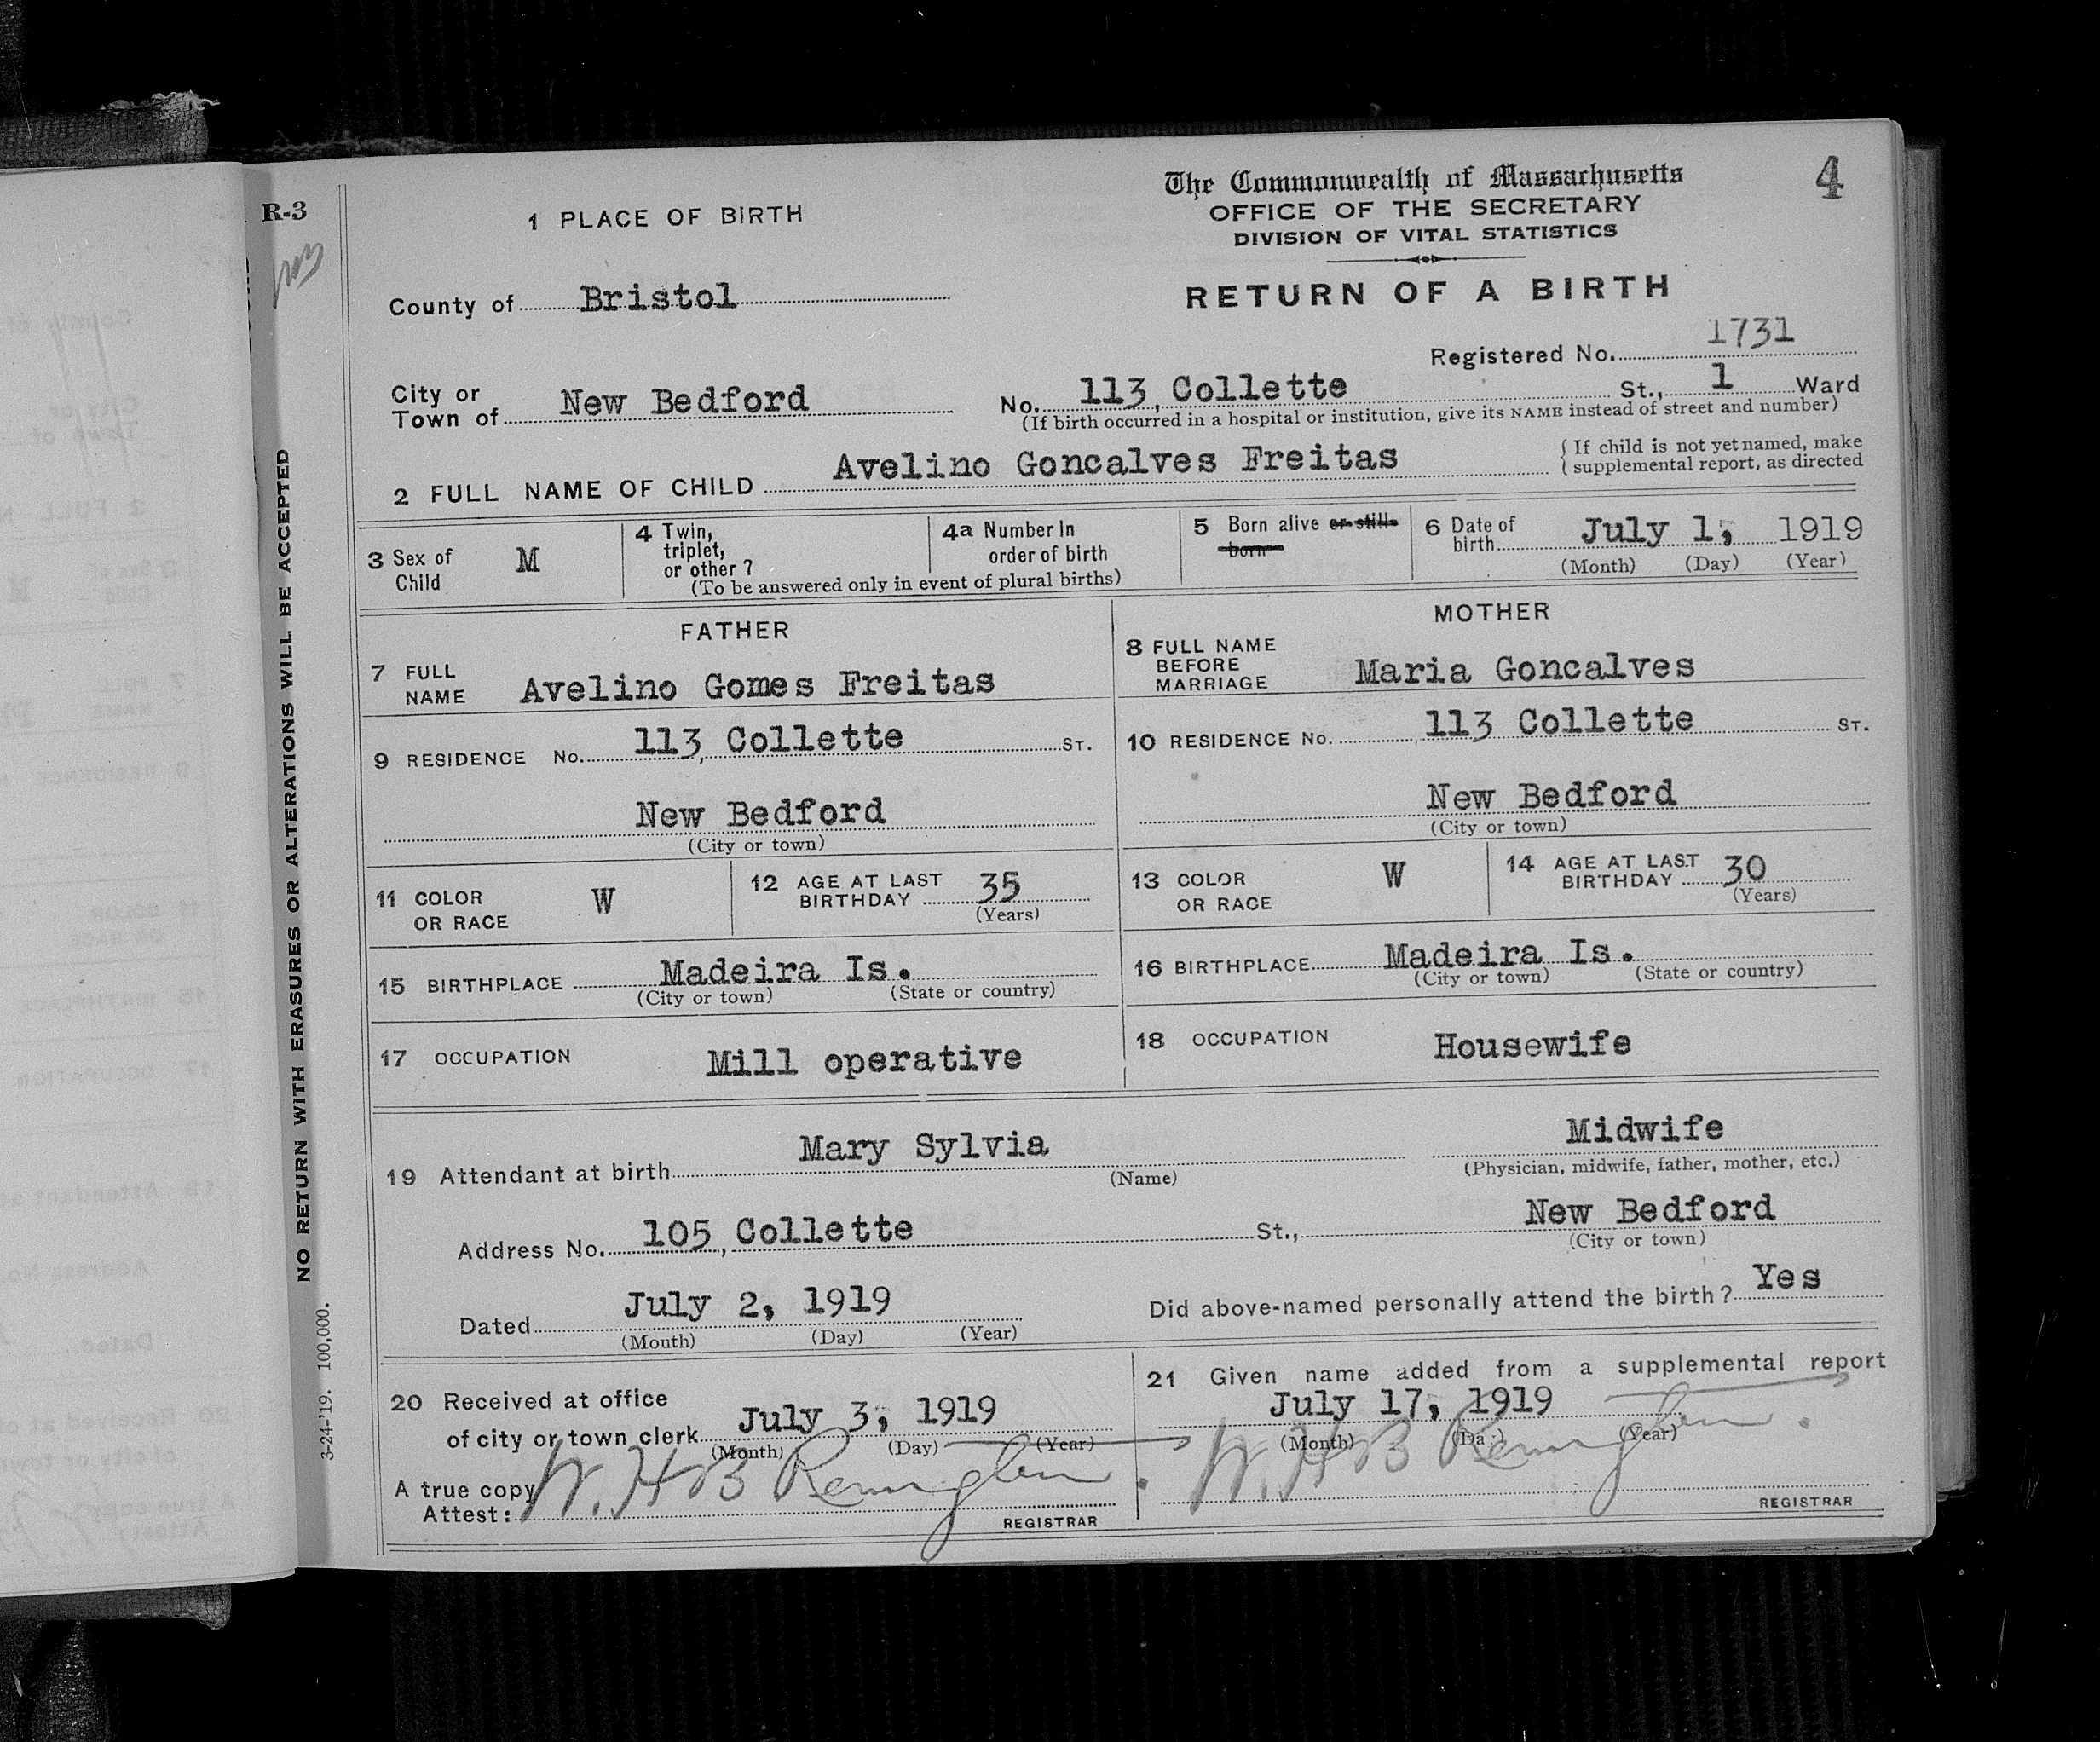 R-3
NO RETURN WITH ERASURES OR ALTERATIONS WILL BE ACCEPTED
3-24-'19. 100,000.
4
The Commonwealth of Massachusetts
OFFICE OF THE SECRETARY
DIVISION OF VITAL STATISTICS
RETURN OF A BIRTH
1 PLACE OF BIRTH
County of Bristol
Registered No. 1731
City or Town of New Bedford No. 113, Collette St., 1 Ward
(If birth occurred in a hospital or institution, give its NAME instead of street and number)
2 FULL NAME OF CHILD Avelino Goncalves Freitas
{If child is not yet named, make
supplemental report, as directed
3 Sex of Child M
4 Twin, triplet, or other ?
4a Number In order of birth
(To be answered only in event of plural births)
5 Born alive or still-born
6 Date of birth July 1, 1919
(Month) (Day) (Year)
FATHER
7 FULL NAME Avelino Gomes Freitas
9 RESIDENCE No. 113, Collette ST.
New Bedford
(City or town)
11 COLOR OR RACE W
12 AGE AT LAST BIRTHDAY 35
(Years)
15 BIRTHPLACE Madeira Is.
(City or town) (State or country)
17 OCCUPATION Mill operative
MOTHER
8 FULL NAME BEFORE MARRIAGE Maria Goncalves
10 RESIDENCE No. 113 Collette ST.
New Bedford
(City or town)
13 COLOR OR RACE W
14 AGE AT LAST BIRTHDAY 30
(Years)
16 BIRTHPLACE Madeira Is.
(City or town) (State or country)
18 OCCUPATION Housewife
19 Attendant at birth Mary Sylvia Midwife
(Name) (Physician, midwife, father, mother, etc.)
Address No. 105, Collette St., New Bedford
(City or town)
Dated July 2, 1919
(Month) (Day) (Year)
Did above-named personally attend the birth? Yes
20 Received at office
of city or town clerk July 3, 1919
(Month) (Day) (Year)
A true copy
Attest: W. H B Remington.
REGISTRAR
21 Given name added from a supplemental report
July 17, 1919
(Month) (Day) (Year)
W. H B Remington.
REGISTRAR